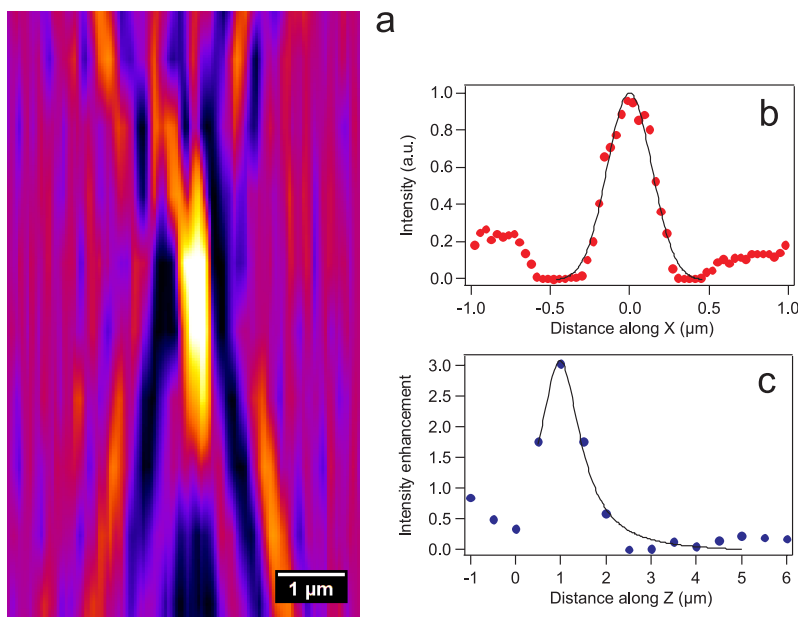 a
1 µm
b
1.0
0.8
0.6
0.4
0.2
0.0
Intensity (a.u.)
-1.0 -0.5 0.0 0.5 1.0
Distance along X (µm)
c
3.0
2.5
2.0
1.5
1.0
0.5
0.0
Intensity enhancement
-1 0 1 2 3 4 5 6
Distance along Z (µm)